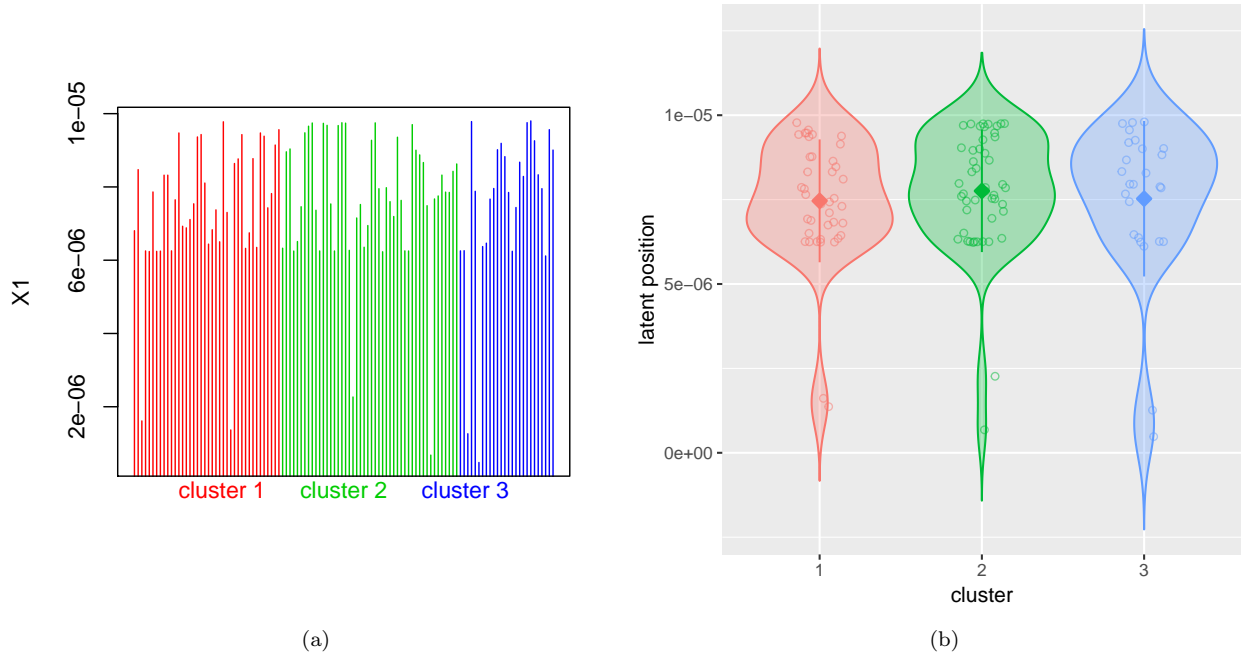 X1
1e−05
6e−06
2e−06
cluster 1 cluster 2 cluster 3
(a)
latent position
1e−05
5e−06
0e+00
1 2 3
cluster
(b)